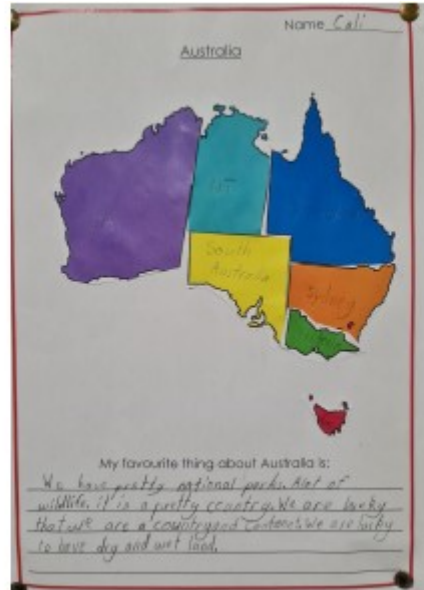 Name Cali
Australia
NT
South
Australia
Sydney
My favourite thing about Australia is:
We have pretty national parks. Alot of
wildlife. it is a pretty country. We are lucky
that we are a country and contenet. We are lucky
to have dry and wet land.